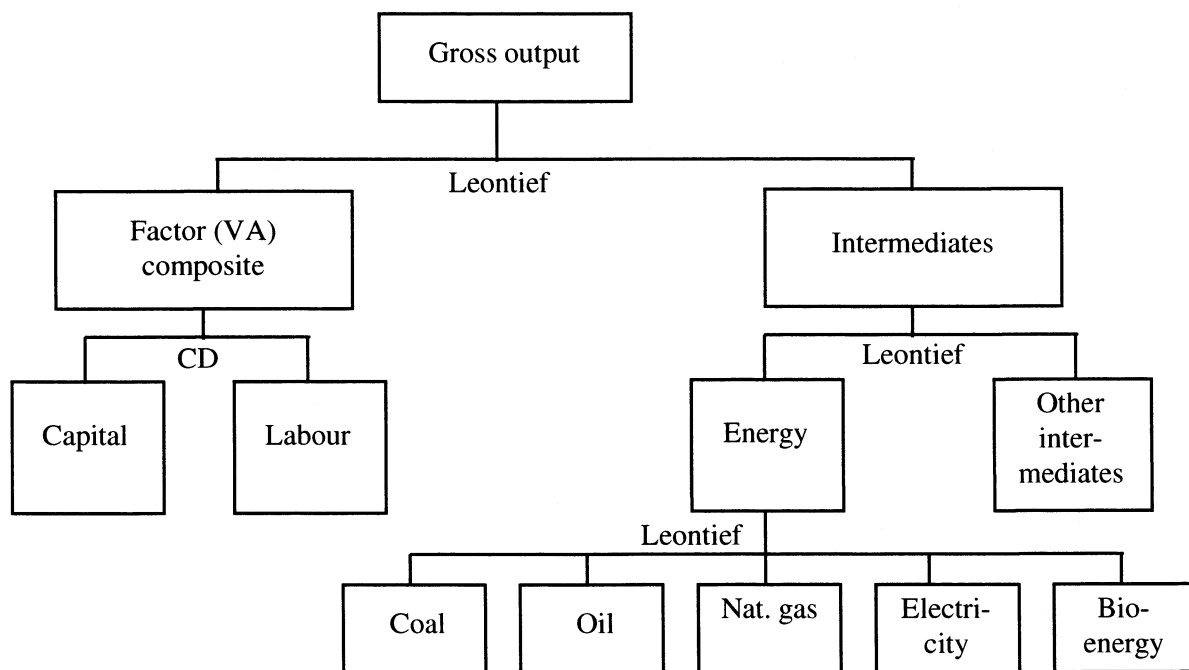 Gross output
Leontief
Factor (VA)
composite
Intermediates
CD
Leontief
Capital
Labour
Energy
Other
inter-
mediates
Leontief
Coal
Oil
Nat. gas
Electri-
city
Bio-
energy